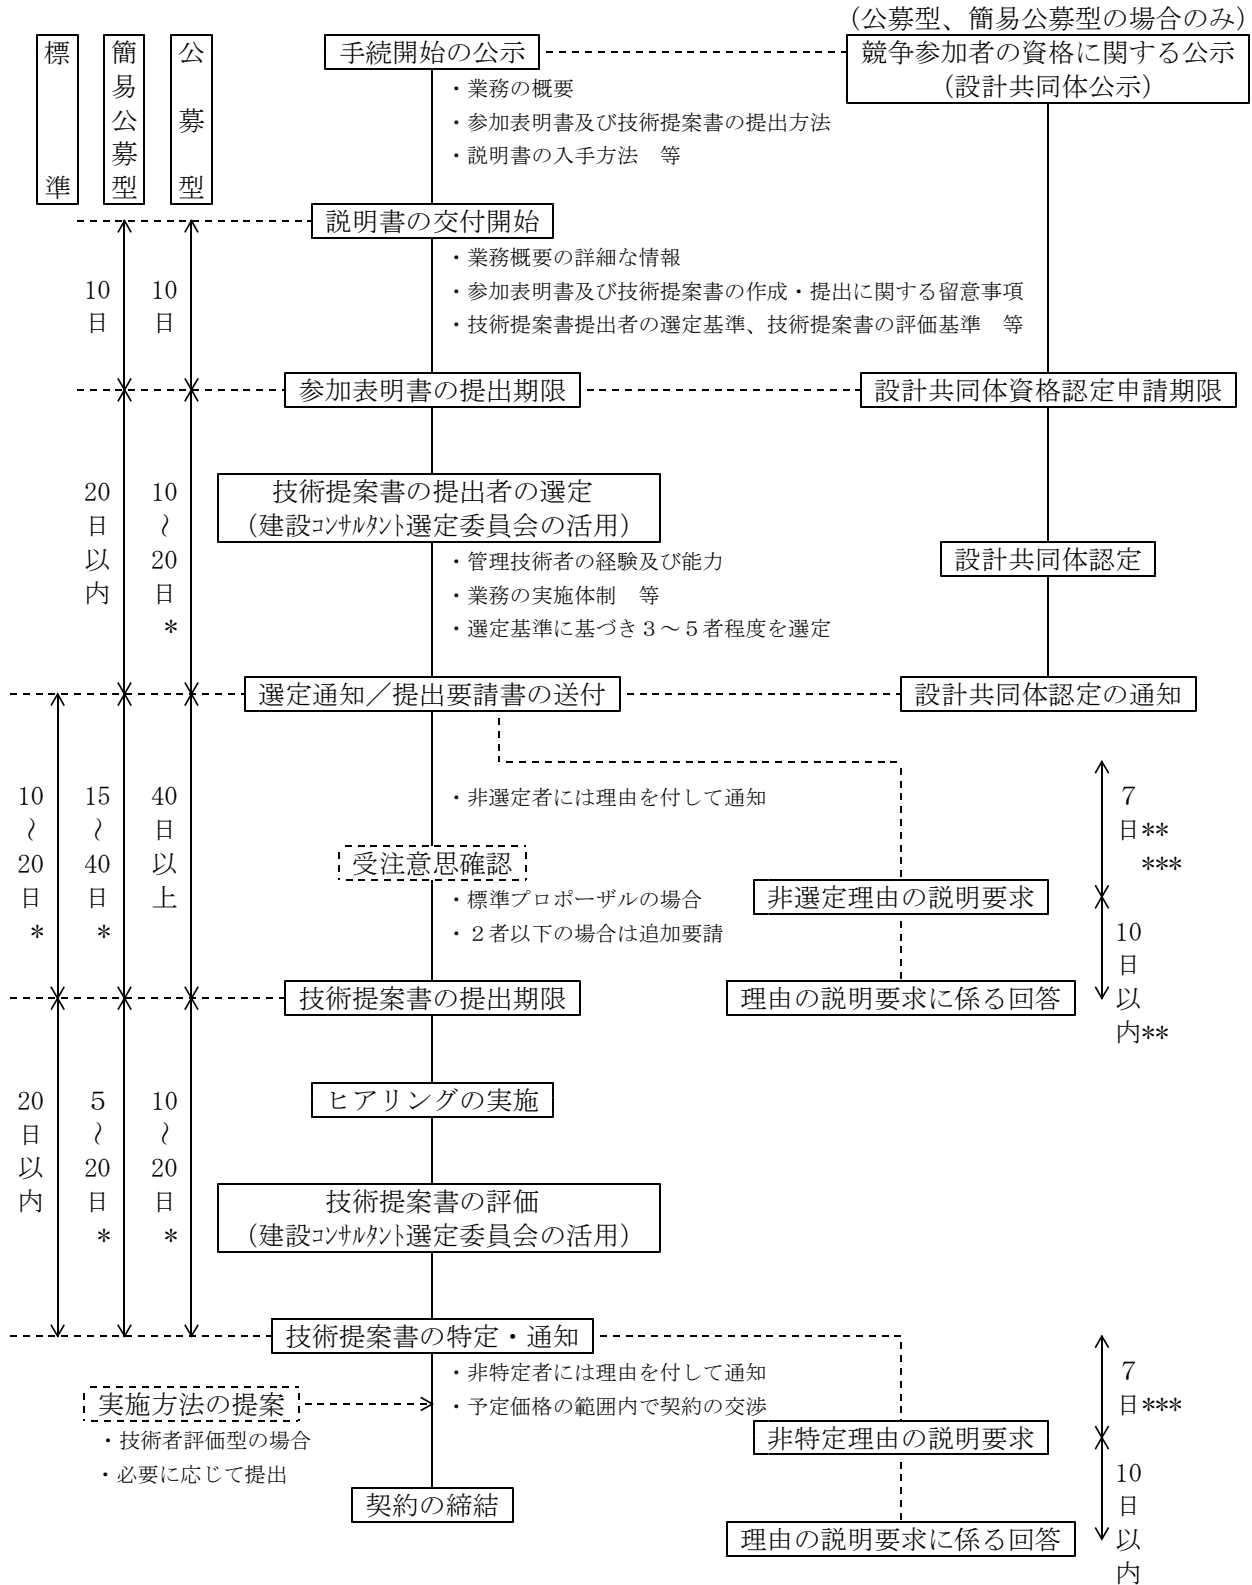 （公募型、簡易公募型の場合のみ）
標準
簡易公募型
公募型
手続開始の公示
競争参加者の資格に関する公示
（設計共同体公示）
・業務の概要
・参加表明書及び技術提案書の提出方法
・説明書の入手方法　等
説明書の交付開始
・業務概要の詳細な情報
・参加表明書及び技術提案書の作成・提出に関する留意事項
・技術提案書提出者の選定基準、技術提案書の評価基準　等
10日
10日
参加表明書の提出期限
設計共同体資格認定申請期限
20日以内
10～20日*
技術提案書の提出者の選定
（建設ｺﾝｻﾙﾀﾝﾄ選定委員会の活用）
設計共同体認定
・管理技術者の経験及び能力
・業務の実施体制　等
・選定基準に基づき３～５者程度を選定
選定通知／提出要請書の送付
設計共同体認定の通知
10～20日*
15～40日*
40日以上
・非選定者には理由を付して通知
7日**
***
受注意思確認
・標準プロポーザルの場合
・２者以下の場合は追加要請
非選定理由の説明要求
10日以内**
技術提案書の提出期限
理由の説明要求に係る回答
ヒアリングの実施
20日以内
5～20日*
10～20日*
技術提案書の評価
（建設ｺﾝｻﾙﾀﾝﾄ選定委員会の活用）
技術提案書の特定・通知
・非特定者には理由を付して通知
・予定価格の範囲内で契約の交渉
7日***
実施方法の提案
・技術者評価型の場合
・必要に応じて提出
非特定理由の説明要求
10日以内
契約の締結
理由の説明要求に係る回答